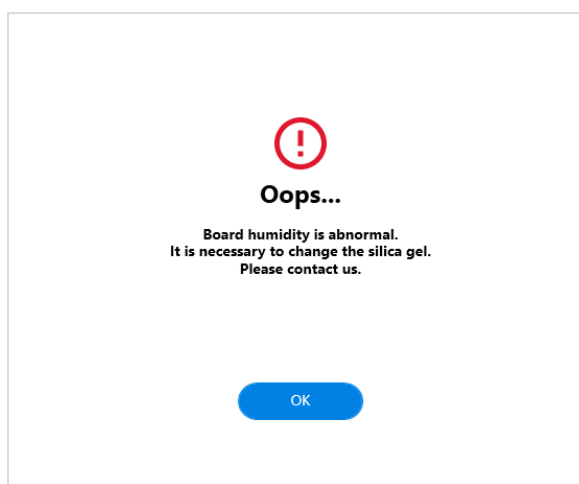 Oops...
Board humidity is abnormal.
It is necessary to change the silica gel.
Please contact us.
OK